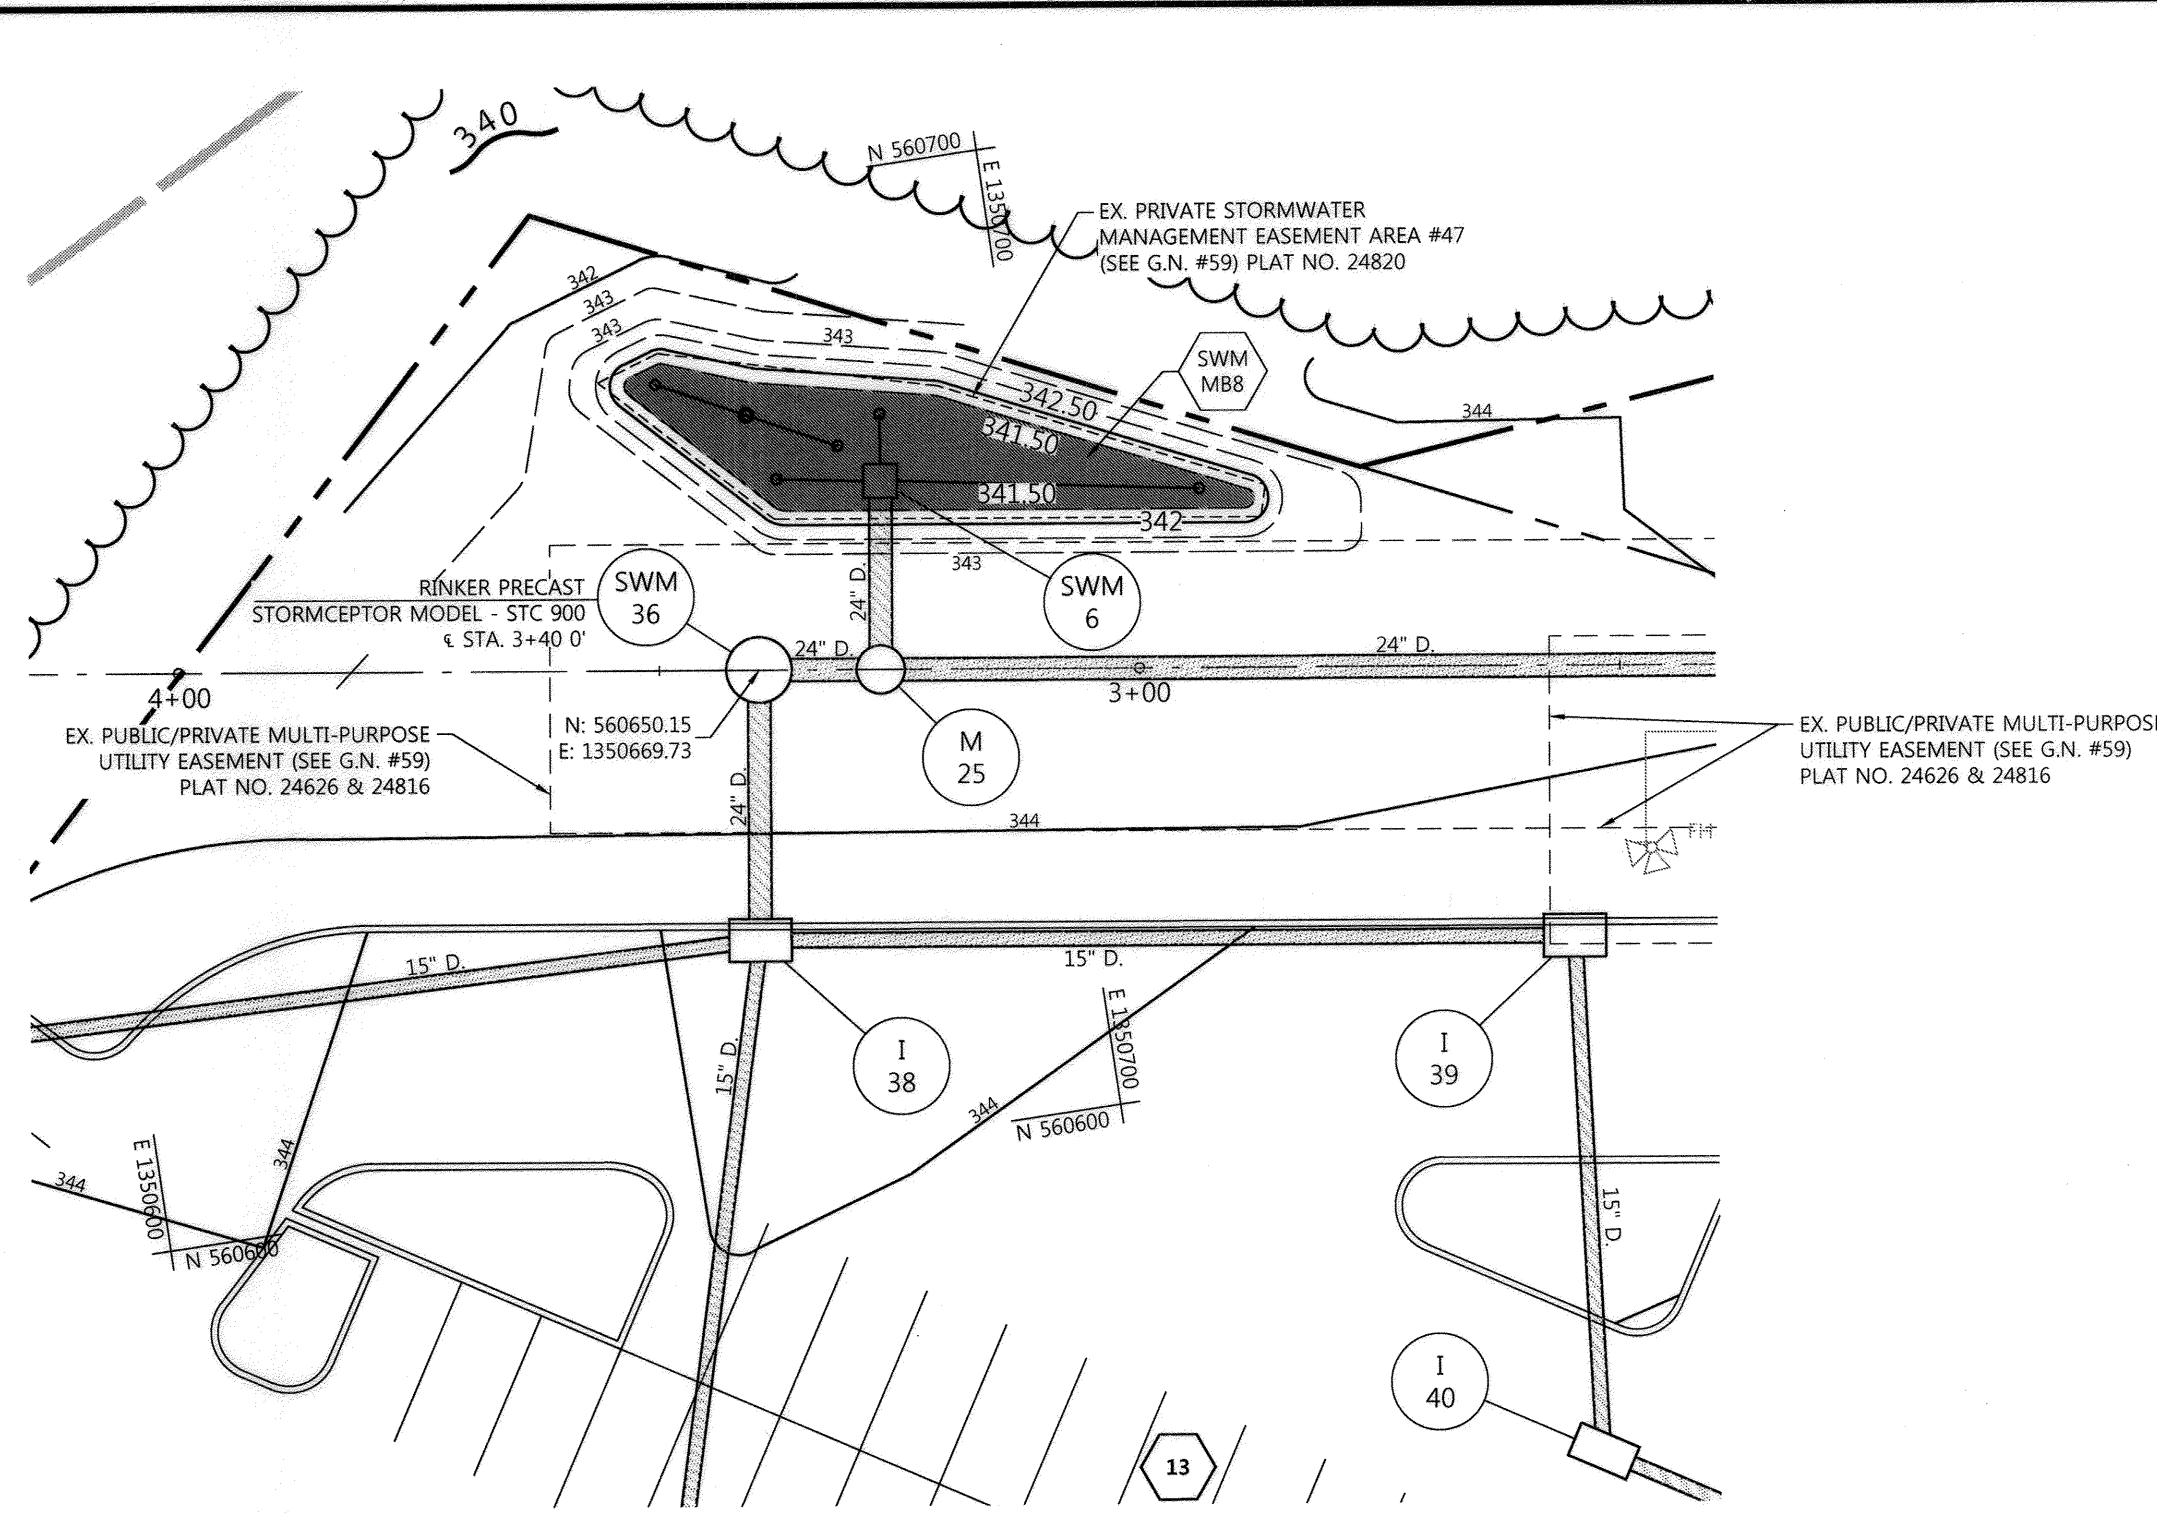 340
N 560700
E 1350700
EX. PRIVATE STORMWATER
MANAGEMENT EASEMENT AREA #47
(SEE G.N. #59) PLAT NO. 24820
342
343
343
343
SWM
MB8
342.50
341.50
344
341.50
342
343
RINKER PRECAST
STORMCEPTOR MODEL - STC 900
℄ STA. 3+40 0'
SWM
36
24" D.
SWM
6
24" D.
24" D.
4+00
3+00
EX. PUBLIC/PRIVATE MULTI-PURPOSE
UTILITY EASEMENT (SEE G.N. #59)
PLAT NO. 24626 & 24816
N: 560650.15
E: 1350669.73
M
25
EX. PUBLIC/PRIVATE MULTI-PURPOSE
UTILITY EASEMENT (SEE G.N. #59)
PLAT NO. 24626 & 24816
24" D.
344
FH
15" D.
15" D.
I
38
15" D.
E 1350700
N 560600
344
I
39
344
344
E 1350600
N 560600
15" D.
I
40
13